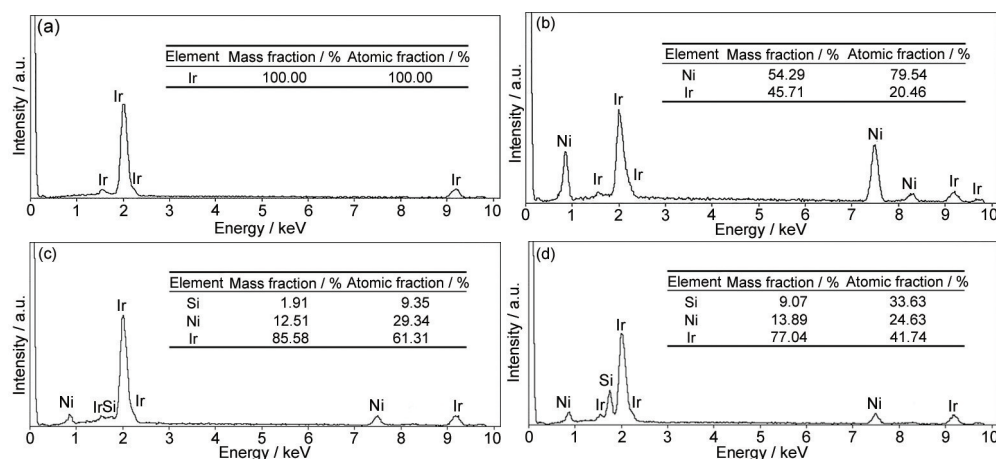 (a)
Element Mass fraction / % Atomic fraction / %
Ir 100.00 100.00
Ir
Ir Ir Ir
0 1 2 3 4 5 6 7 8 9 10
Energy / keV
Intensity / a.u.
(b)
Element Mass fraction / % Atomic fraction / %
Ni 54.29 79.54
Ir 45.71 20.46
Ir
Ni Ni
Ir Ir Ni Ir Ir
0 1 2 3 4 5 6 7 8 9 10
Energy / keV
Intensity / a.u.
(c)
Element Mass fraction / % Atomic fraction / %
Si 1.91 9.35
Ni 12.51 29.34
Ir 85.58 61.31
Ir
Ni Ir Si Ir Ni Ir
0 1 2 3 4 5 6 7 8 9 10
Energy / keV
Intensity / a.u.
(d)
Element Mass fraction / % Atomic fraction / %
Si 9.07 33.63
Ni 13.89 24.63
Ir 77.04 41.74
Ir
Si
Ni Ir Ir Ni Ir
0 1 2 3 4 5 6 7 8 9 10
Energy / keV
Intensity / a.u.